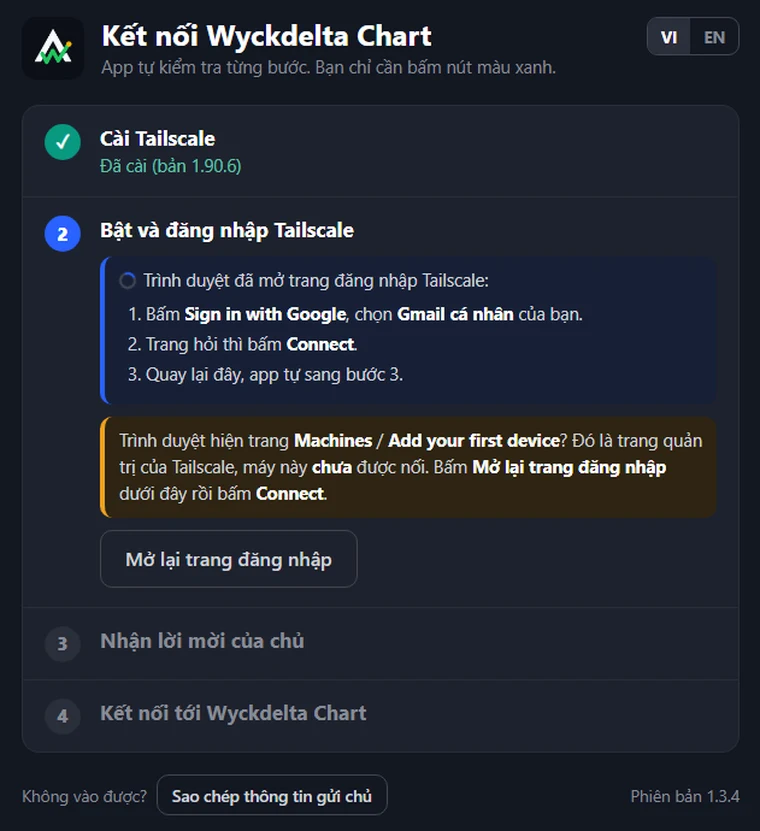 Kết nối Wyckdelta Chart
VI EN
App tự kiểm tra từng bước. Bạn chỉ cần bấm nút màu xanh.
Cài Tailscale
Đã cài (bản 1.90.6)
2 Bật và đăng nhập Tailscale
Trình duyệt đã mở trang đăng nhập Tailscale:
1. Bấm Sign in with Google, chọn Gmail cá nhân của bạn.
2. Trang hỏi thì bấm Connect.
3. Quay lại đây, app tự sang bước 3.
Trình duyệt hiện trang Machines / Add your first device? Đó là trang quản
trị của Tailscale, máy này chưa được nối. Bấm Mở lại trang đăng nhập
dưới đây rồi bấm Connect.
Mở lại trang đăng nhập
3 Nhận lời mời của chủ
4 Kết nối tới Wyckdelta Chart
Không vào được? Sao chép thông tin gửi chủ Phiên bản 1.3.4